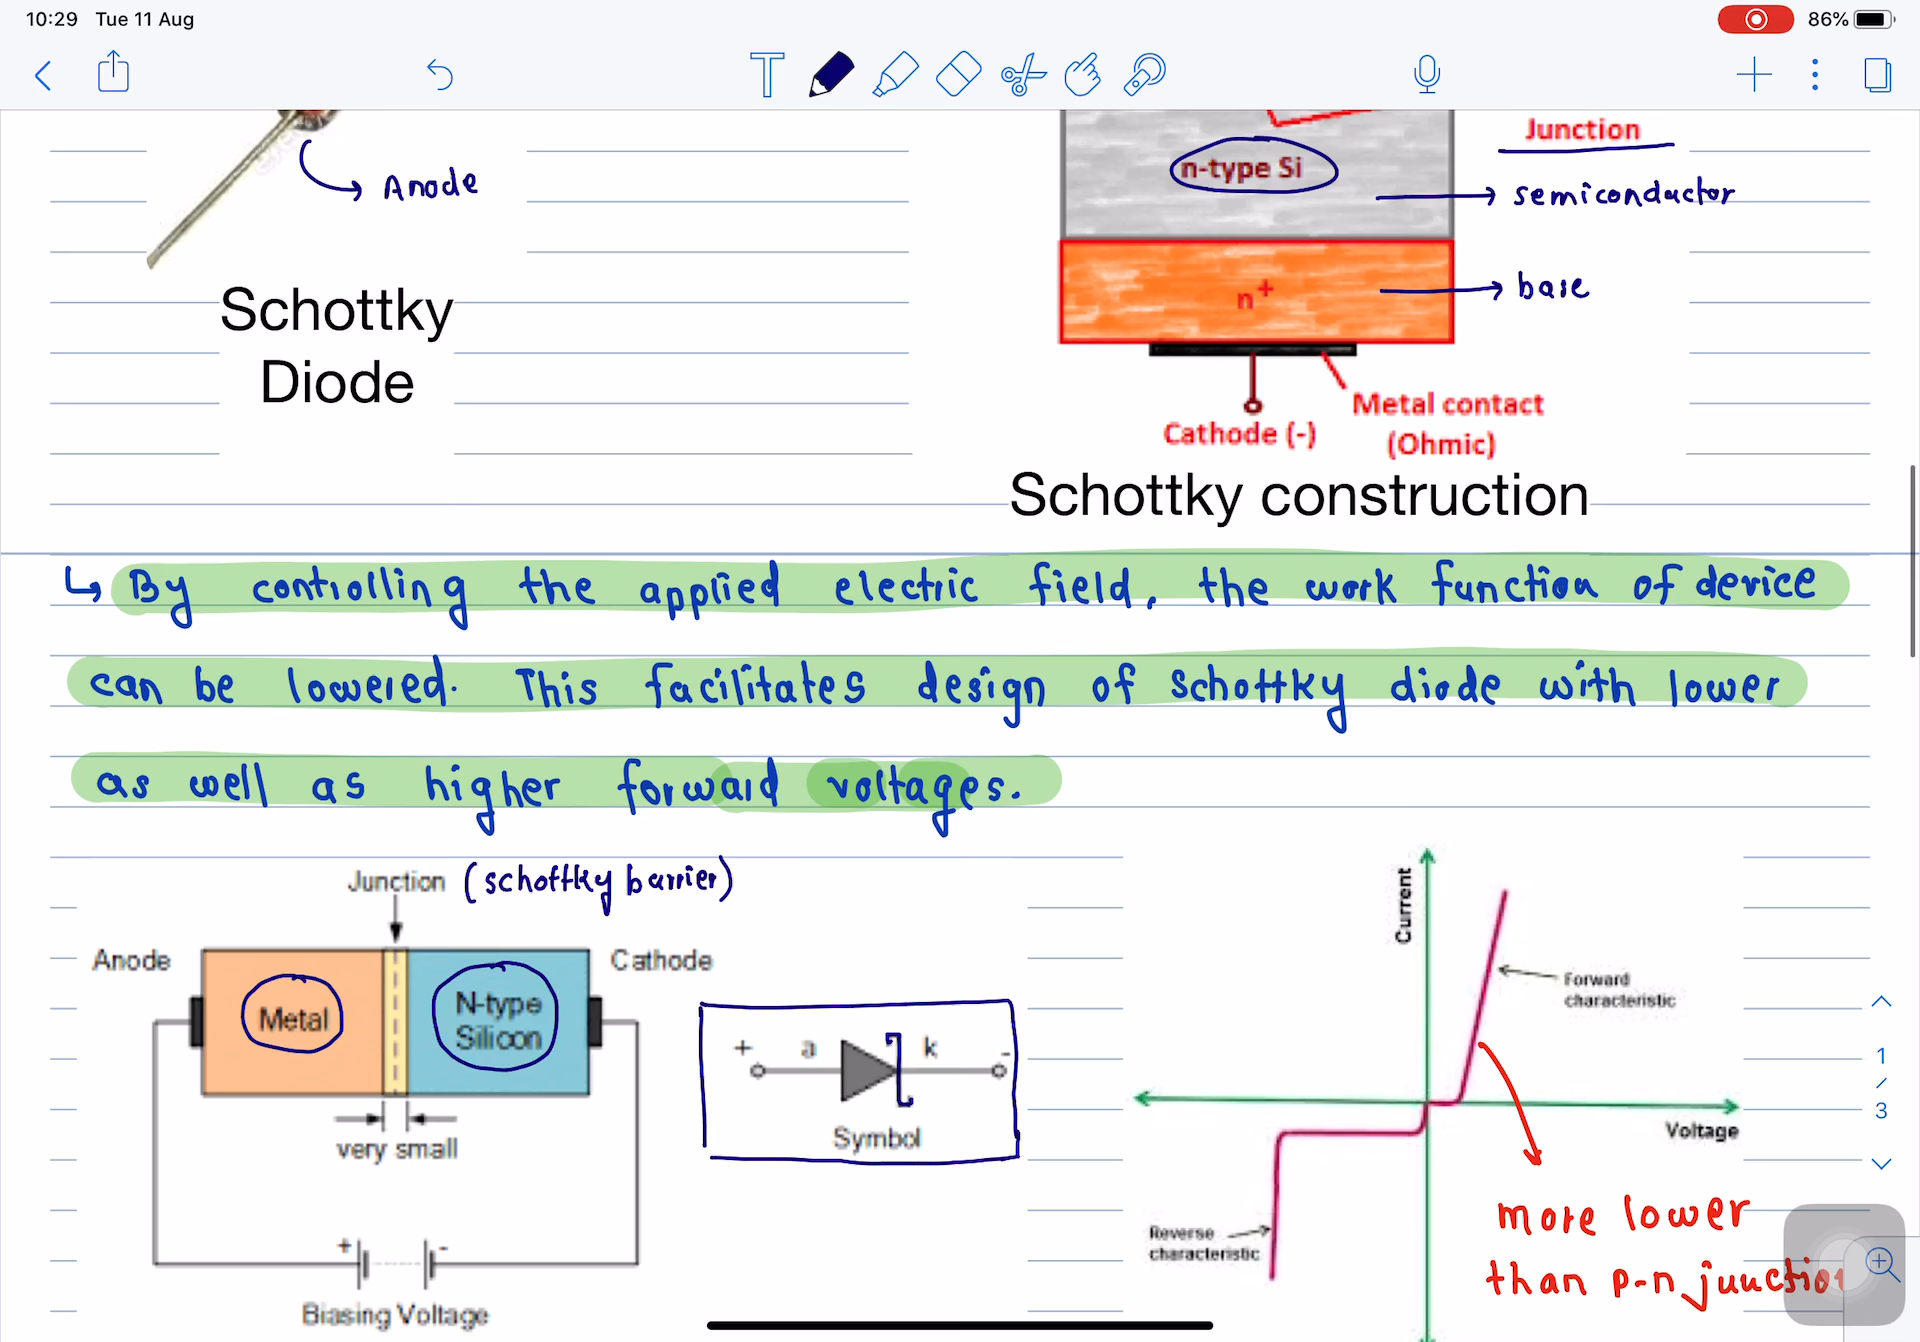 10:29 Tue 11 Aug
86%
T
Anode
Schottky
Diode
Junction
n-type Si
semiconductor
n+
base
Cathode (-)
Metal contact
(Ohmic)
Schottky construction
↳ By controlling the applied electric field, the work function of device
can be lowered. This facilitates design of schottky diode with lower
as well as higher forward voltages.
Junction (schottky barrier)
Anode
Metal
N-type
Silicon
Cathode
very small
+ -
Biasing Voltage
+ a k -
Symbol
Current
Forward
characteristic
Voltage
Reverse
characteristic
more lower
than p-n junction
1
/
3